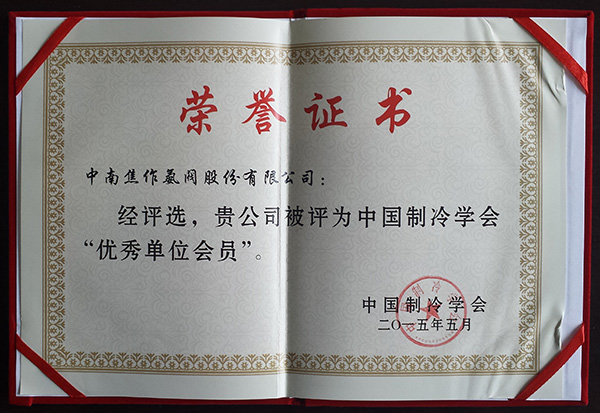 荣誉证书
中南焦作氨阀股份有限公司：
经评选，贵公司被评为中国制冷学会
“优秀单位会员”。
中国制冷学会
二〇一五年五月